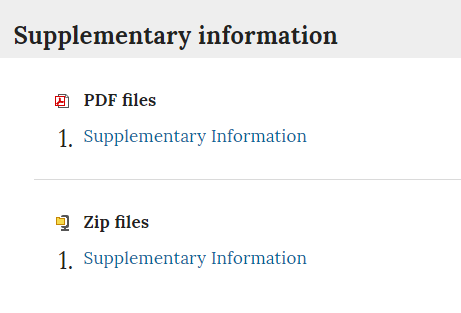 Supplementary information
PDF files
1. Supplementary Information
Zip files
1. Supplementary Information